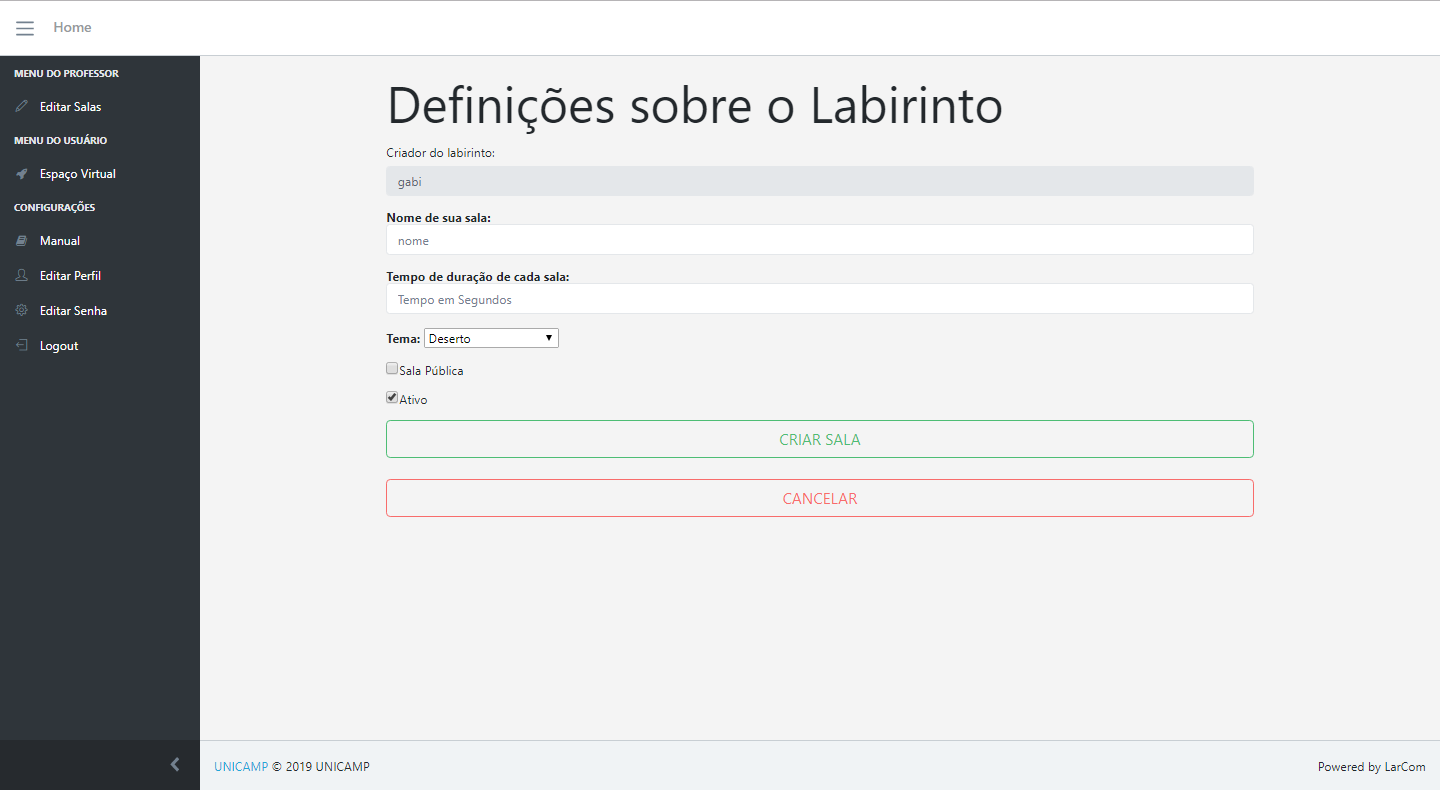 Home
MENU DO PROFESSOR
Editar Salas
MENU DO USUÁRIO
Espaço Virtual
CONFIGURAÇÕES
Manual
Editar Perfil
Editar Senha
Logout
Definições sobre o Labirinto
Criador do labirinto:
gabi
Nome de sua sala:
nome
Tempo de duração de cada sala:
Tempo em Segundos
Tema: Deserto
Sala Pública
Ativo
CRIAR SALA
CANCELAR
UNICAMP © 2019 UNICAMP
Powered by LarCom